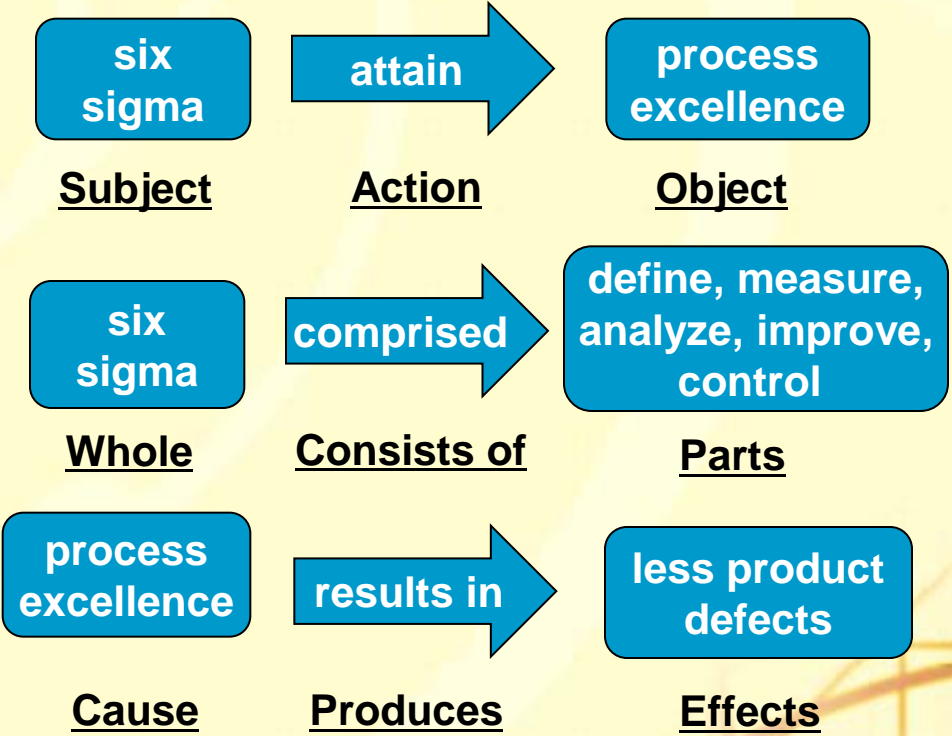 six
sigma
attain
process
excellence
Subject
Action
Object
six
sigma
comprised
define, measure,
analyze, improve,
control
Whole
Consists of
Parts
process
excellence
results in
less product
defects
Cause
Produces
Effects